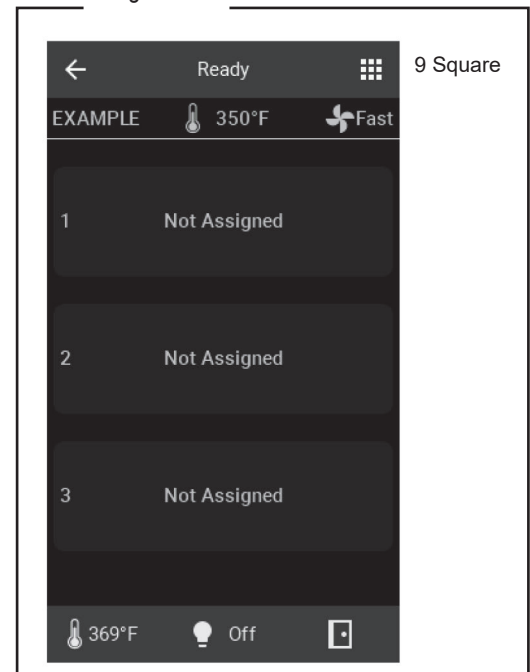 Ready
9 Square
EXAMPLE 350°F Fast
1 Not Assigned
2 Not Assigned
3 Not Assigned
369°F Off